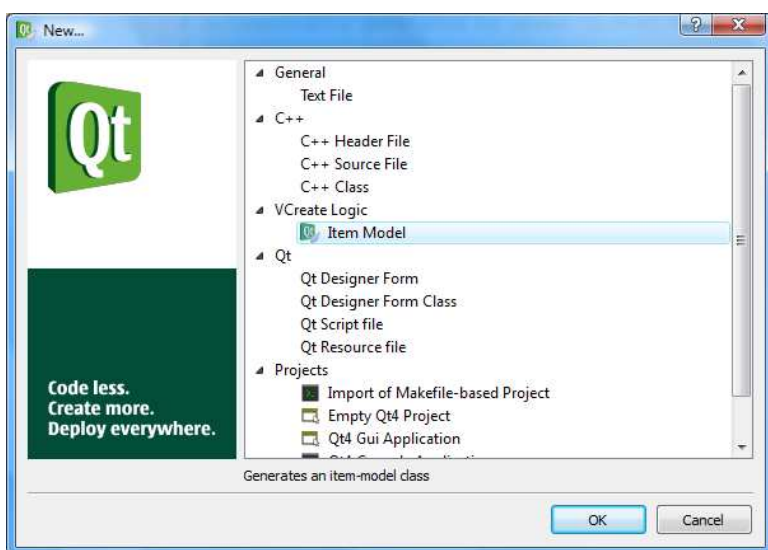 New...
Qt
Code less.
Create more.
Deploy everywhere.
General
Text File
C++
C++ Header File
C++ Source File
C++ Class
VCreate Logic
Item Model
Qt
Qt Designer Form
Qt Designer Form Class
Qt Script file
Qt Resource file
Projects
Import of Makefile-based Project
Empty Qt4 Project
Qt4 Gui Application
Generates an item-model class
OK
Cancel